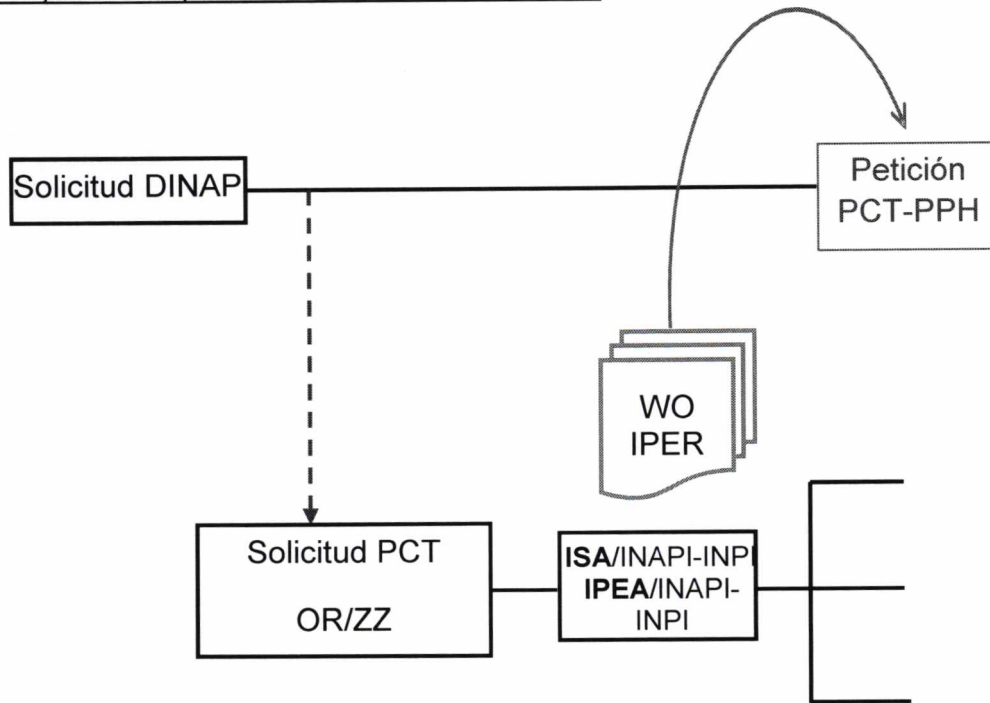 Solicitud DINAP
Petición
PCT-PPH
WO
IPER
Solicitud PCT
OR/ZZ
ISA/INAPI-INPI
IPEA/INAPI-
INPI